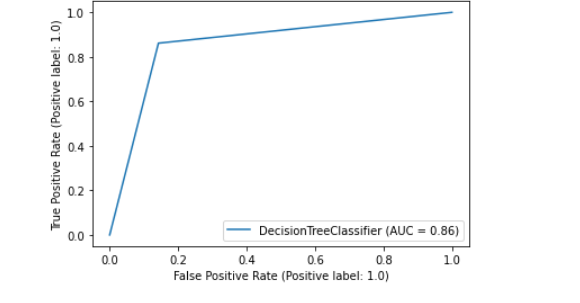 1.0
0.8
0.6
0.4
0.2
0.0
True Positive Rate (Positive label: 1.0)
DecisionTreeClassifier (AUC = 0.86)
0.0 0.2 0.4 0.6 0.8 1.0
False Positive Rate (Positive label: 1.0)